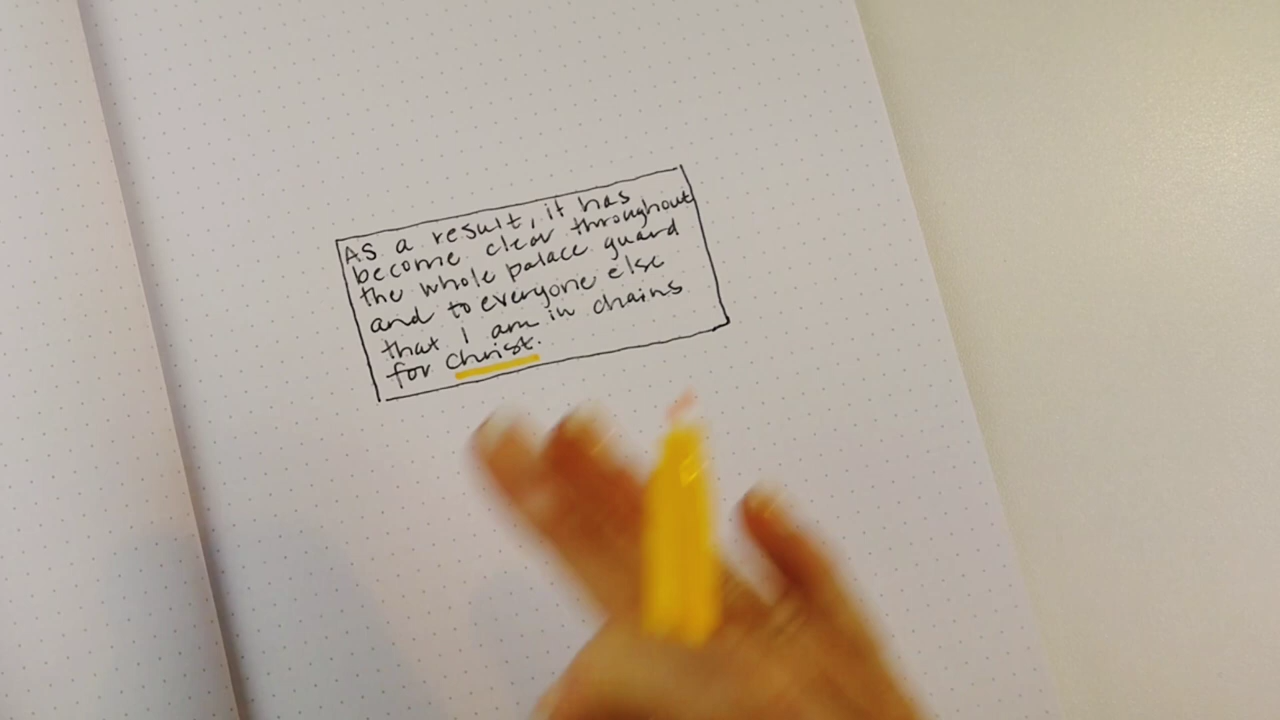 As a result, it has
become clear throughout
the whole palace guard
and to everyone else
that I am in chains
for Christ.